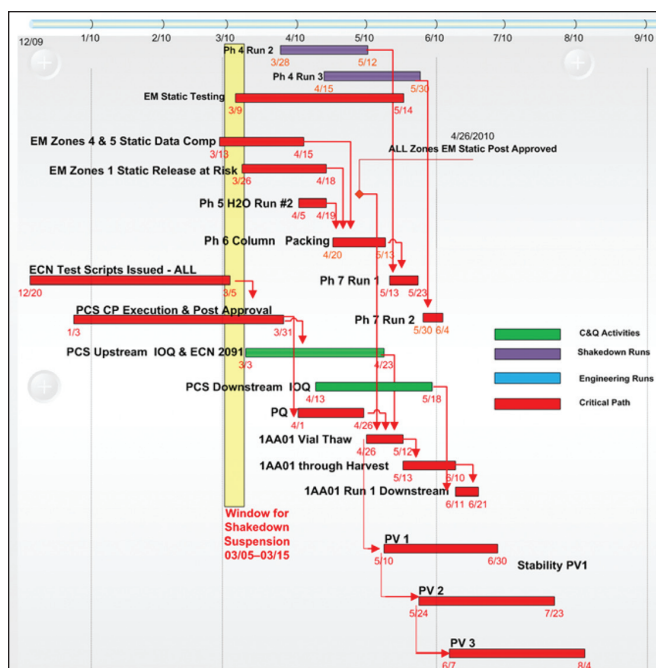 12/09 1/10 2/10 3/10 4/10 5/10 6/10 7/10 8/10 9/10
Ph 4 Run 2
3/28 5/12
Ph 4 Run 3
4/15 5/30
EM Static Testing
3/9 5/14
4/26/2010
ALL Zones EM Static Post Approved
EM Zones 4 & 5 Static Data Comp
3/13 4/15
EM Zones 1 Static Release at Risk
3/26 4/18
Ph 5 H2O Run #2
4/5 4/19
Ph 6 Column Packing
4/20 5/13
ECN Test Scripts Issued - ALL
12/20 3/5
Ph 7 Run 1
5/13 5/23
PCS CP Execution & Post Approval
1/3 3/31
Ph 7 Run 2
5/30 6/4
C&Q Activities
Shakedown Runs
Engineering Runs
Critical Path
PCS Upstream IOQ & ECN 2091
3/3 4/23
PCS Downstream IOQ
4/13 5/18
PQ
4/1 4/26
1AA01 Vial Thaw
4/26 5/12
1AA01 through Harvest
5/13 6/10
1AA01 Run 1 Downstream
6/11 6/21
Window for
Shakedown
Suspension
03/05–03/15
PV 1
5/10 6/30
Stability PV1
PV 2
5/24 7/23
PV 3
6/7 8/4